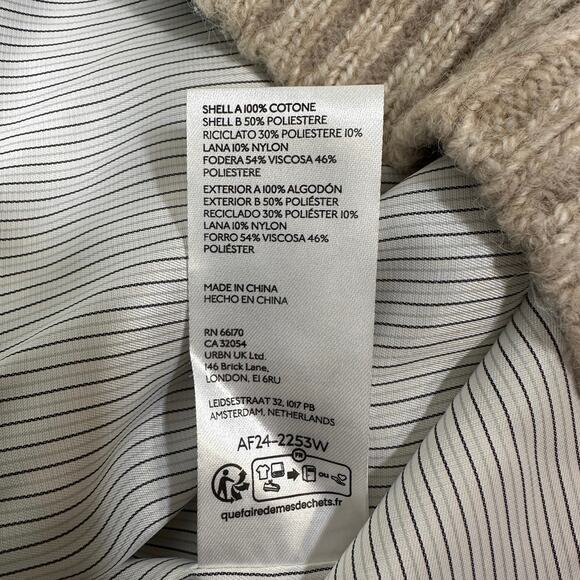 SHELL A 100% COTONE
SHELL B 50% POLIESTERE
RICICLATO 30% POLIESTERE 10%
LANA 10% NYLON
FODERA 54% VISCOSA 46%
POLIESTERE
EXTERIOR A 100% ALGODÓN
EXTERIOR B 50% POLIÉSTER
RECICLADO 30% POLIÉSTER 10%
LANA 10% NYLON
FORRO 54% VISCOSA 46%
POLIÉSTER
MADE IN CHINA
HECHO EN CHINA
RN 66170
CA 32054
URBN UK Ltd.
146 Brick Lane,
LONDON, E1 6RU
LEIDSESTRAAT 32, 1017 PB
AMSTERDAM, NETHERLANDS
AF24-2253W
FR
OU
quefairedemesdechets.fr